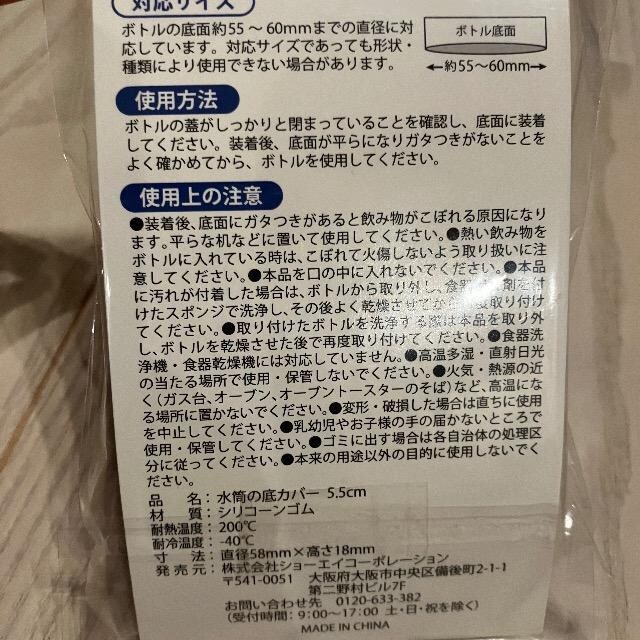 対応サイズ
ボトルの底面約55～60mmまでの直径に対
応しています。対応サイズであっても形状・
種類により使用できない場合があります。
ボトル底面
約55～60mm
使用方法
ボトルの蓋がしっかりと閉まっていることを確認し、底面に装着
してください。装着後、底面が平らになりガタつきがないことを
よく確かめてから、ボトルを使用してください。
使用上の注意
●装着後、底面にガタつきがあると飲み物がこぼれる原因になり
ます。平らな机などに置いて使用してください。●熱い飲み物を
ボトルに入れている時は、こぼれて火傷しないよう取り扱いに注
意してください。●本品を口の中に入れないでください。●本品
に汚れが付着した場合は、ボトルから取り外し、食器 剤を付
けたスポンジで洗浄し、その後よく乾燥させてから 度取り付け
てください。●取り付けたボトルを洗浄する際は本品を取り外
し、ボトルを乾燥させた後で再度取り付けてください。●食器洗
浄機・食器乾燥機には対応していません。●高温多湿・直射日光
の当たる場所で使用・保管しないでください。●火気・熱源の近
く(ガス台、オーブン、オーブントースターのそば)など、高温にな
る場所に置かないでください。●変形・破損した場合は直ちに使用
を中止してください。●乳幼児やお子様の手の届かないところで
使用・保管してください。●ゴミに出す場合は各自治体の処理区
分に従ってください。●本来の用途以外の目的に使用しないでく
ださい。
品 名：水筒の底カバー 5.5cm
材 質：シリコーンゴム
耐熱温度：200℃
耐冷温度：-40℃
寸 法：直径58mm×高さ18mm
発 売 元：株式会社ショーエイコーポレーション
〒541-0051 大阪府大阪市中央区備後町2-1-1
第二野村ビル7F
お問い合わせ先 0120-633-382
(受付時間：9:00～17:00 土・日・祝を除く)
MADE IN CHINA